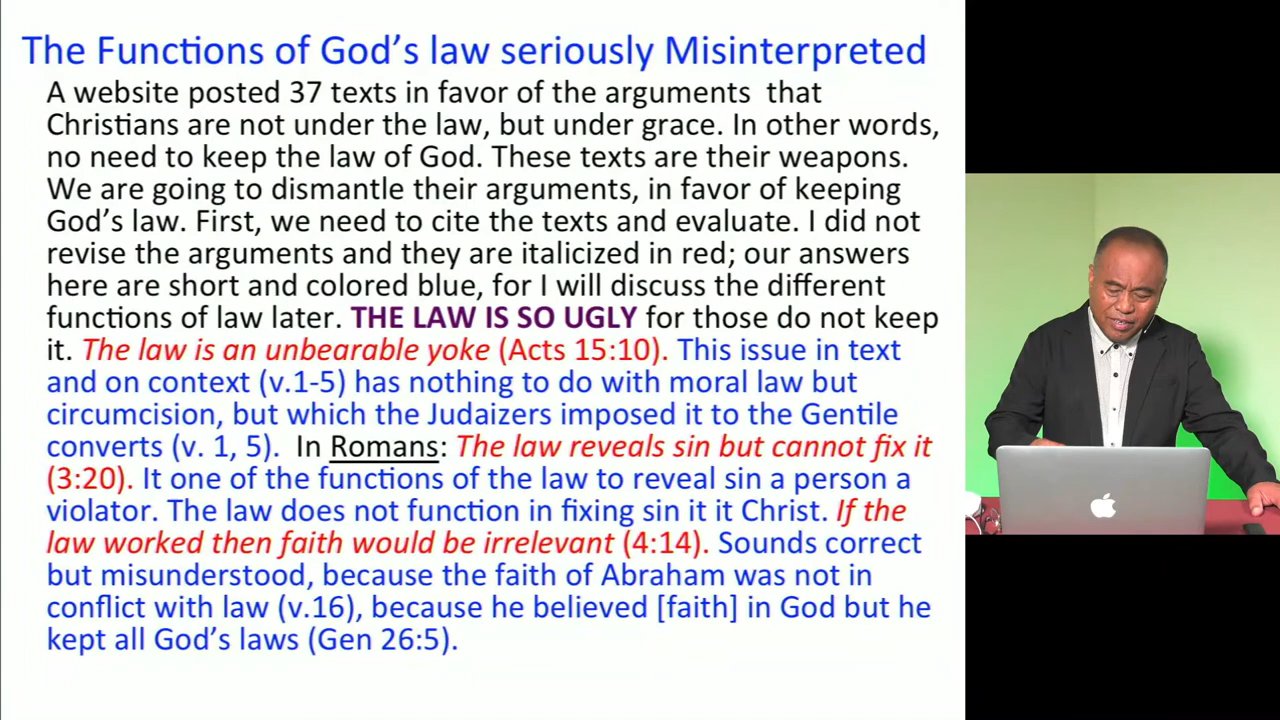 The Functions of God's law seriously Misinterpreted
A website posted 37 texts in favor of the arguments that
Christians are not under the law, but under grace. In other words,
no need to keep the law of God. These texts are their weapons.
We are going to dismantle their arguments, in favor of keeping
God's law. First, we need to cite the texts and evaluate. I did not
revise the arguments and they are italicized in red; our answers
here are short and colored blue, for I will discuss the different
functions of law later. THE LAW IS SO UGLY for those do not keep
it. The law is an unbearable yoke (Acts 15:10). This issue in text
and on context (v.1-5) has nothing to do with moral law but
circumcision, but which the Judaizers imposed it to the Gentile
converts (v. 1, 5). In Romans: The law reveals sin but cannot fix it
(3:20). It one of the functions of the law to reveal sin a person a
violator. The law does not function in fixing sin it it Christ. If the
law worked then faith would be irrelevant (4:14). Sounds correct
but misunderstood, because the faith of Abraham was not in
conflict with law (v.16), because he believed [faith] in God but he
kept all God's laws (Gen 26:5).